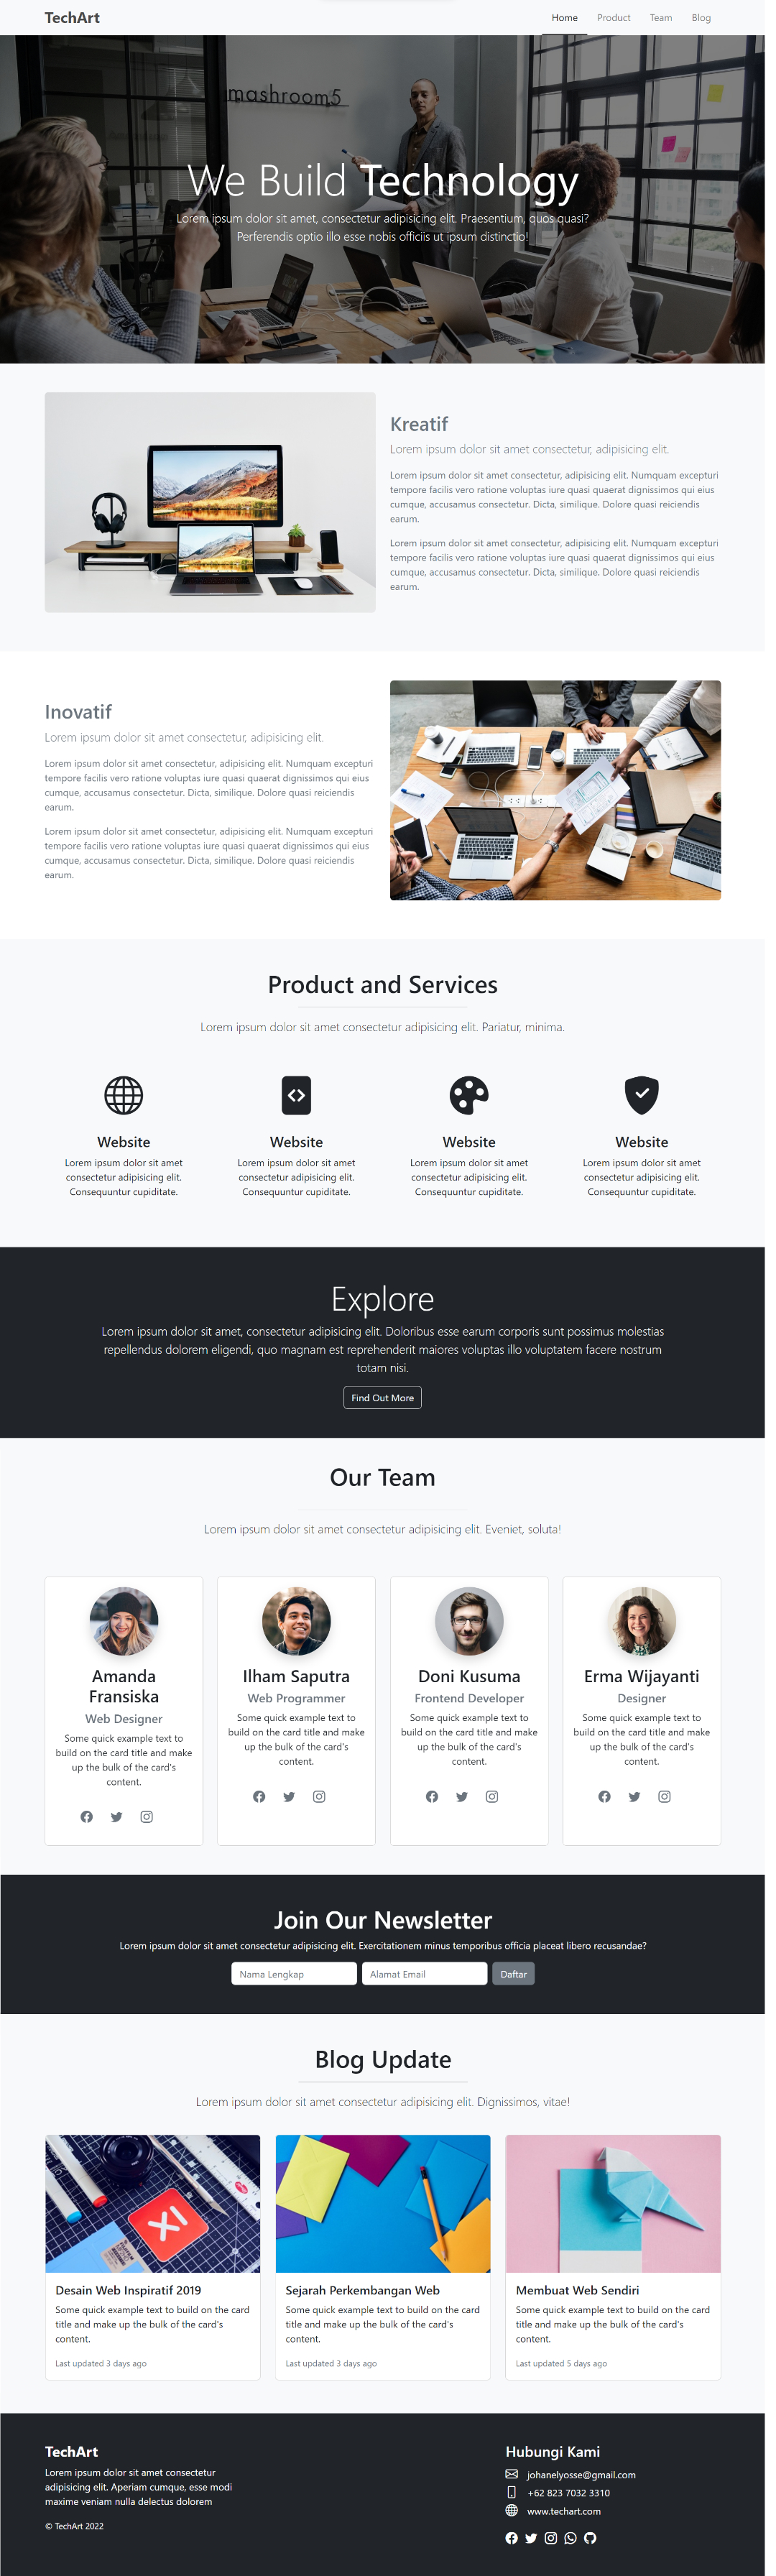 TechArt
Home Product Team Blog
mashroom5
We Build Technology
Lorem ipsum dolor sit amet, consectetur adipisicing elit. Praesentium, quos quasi?
Perferendis optio illo esse nobis officiis ut ipsum distinctio!
Kreatif
Lorem ipsum dolor sit amet consectetur, adipisicing elit.
Lorem ipsum dolor sit amet consectetur, adipisicing elit. Numquam excepturi
tempore facilis vero ratione voluptas iure quasi quaerat dignissimos qui eius
cumque, accusamus consectetur. Dicta, similique. Dolore quasi reiciendis
earum.
Lorem ipsum dolor sit amet consectetur, adipisicing elit. Numquam excepturi
tempore facilis vero ratione voluptas iure quasi quaerat dignissimos qui eius
cumque, accusamus consectetur. Dicta, similique. Dolore quasi reiciendis
earum.
Inovatif
Lorem ipsum dolor sit amet consectetur, adipisicing elit.
Lorem ipsum dolor sit amet consectetur, adipisicing elit. Numquam excepturi
tempore facilis vero ratione voluptas iure quasi quaerat dignissimos qui eius
cumque, accusamus consectetur. Dicta, similique. Dolore quasi reiciendis
earum.
Lorem ipsum dolor sit amet consectetur, adipisicing elit. Numquam excepturi
tempore facilis vero ratione voluptas iure quasi quaerat dignissimos qui eius
cumque, accusamus consectetur. Dicta, similique. Dolore quasi reiciendis
earum.
Product and Services
Lorem ipsum dolor sit amet consectetur adipisicing elit. Pariatur, minima.
Website
Lorem ipsum dolor sit amet
consectetur adipisicing elit.
Consequuntur cupiditate.
Website
Lorem ipsum dolor sit amet
consectetur adipisicing elit.
Consequuntur cupiditate.
Website
Lorem ipsum dolor sit amet
consectetur adipisicing elit.
Consequuntur cupiditate.
Website
Lorem ipsum dolor sit amet
consectetur adipisicing elit.
Consequuntur cupiditate.
Explore
Lorem ipsum dolor sit amet, consectetur adipisicing elit. Doloribus esse earum corporis sunt possimus molestias
repellendus dolorem eligendi, quo magnam est reprehenderit maiores voluptas illo voluptatem facere nostrum
totam nisi.
Find Out More
Our Team
Lorem ipsum dolor sit amet consectetur adipisicing elit. Eveniet, soluta!
Amanda
Fransiska
Web Designer
Some quick example text to
build on the card title and make
up the bulk of the card's
content.
Ilham Saputra
Web Programmer
Some quick example text to
build on the card title and make
up the bulk of the card's
content.
Doni Kusuma
Frontend Developer
Some quick example text to
build on the card title and make
up the bulk of the card's
content.
Erma Wijayanti
Designer
Some quick example text to
build on the card title and make
up the bulk of the card's
content.
Join Our Newsletter
Lorem ipsum dolor sit amet consectetur adipisicing elit. Exercitationem minus temporibus officia placeat libero recusandae?
Nama Lengkap Alamat Email Daftar
Blog Update
Lorem ipsum dolor sit amet consectetur adipisicing elit. Dignissimos, vitae!
Desain Web Inspiratif 2019
Some quick example text to build on the card
title and make up the bulk of the card's
content.
Last updated 3 days ago
Sejarah Perkembangan Web
Some quick example text to build on the card
title and make up the bulk of the card's
content.
Last updated 3 days ago
Membuat Web Sendiri
Some quick example text to build on the card
title and make up the bulk of the card's
content.
Last updated 5 days ago
TechArt
Lorem ipsum dolor sit amet consectetur
adipisicing elit. Aperiam cumque, esse modi
maxime veniam nulla delectus dolorem
© TechArt 2022
Hubungi Kami
johanelyosse@gmail.com
+62 823 7032 3310
www.techart.com